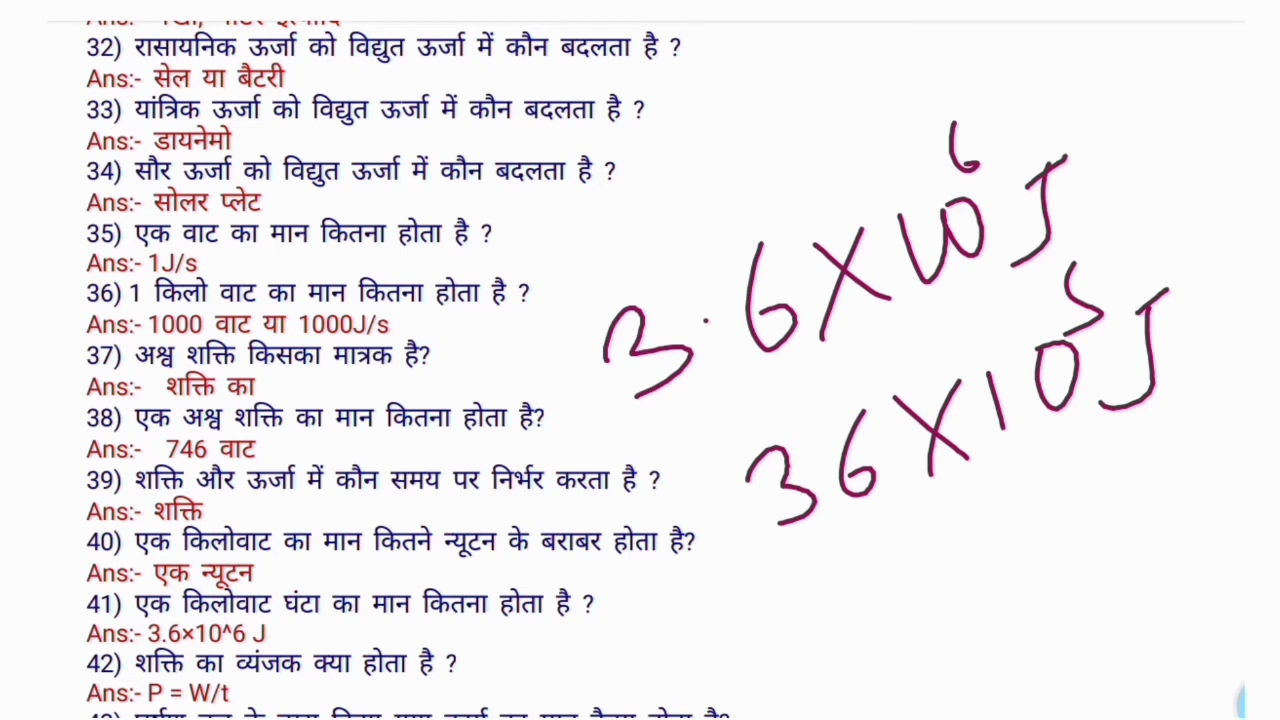 32) रासायनिक ऊर्जा को विद्युत ऊर्जा में कौन बदलता है ?
Ans:- सेल या बैटरी
33) यांत्रिक ऊर्जा को विद्युत ऊर्जा में कौन बदलता है ?
Ans:- डायनेमो
34) सौर ऊर्जा को विद्युत ऊर्जा में कौन बदलता है ?
Ans:- सोलर प्लेट
35) एक वाट का मान कितना होता है ?
Ans:- 1J/s
36) 1 किलो वाट का मान कितना होता है ?
Ans:- 1000 वाट या 1000J/s
37) अश्व शक्ति किसका मात्रक है?
Ans:- शक्ति का
38) एक अश्व शक्ति का मान कितना होता है?
Ans:- 746 वाट
39) शक्ति और ऊर्जा में कौन समय पर निर्भर करता है ?
Ans:- शक्ति
40) एक किलोवाट का मान कितने न्यूटन के बराबर होता है?
Ans:- एक न्यूटन
41) एक किलोवाट घंटा का मान कितना होता है ?
Ans:- 3.6×10^6 J
42) शक्ति का व्यंजक क्या होता है ?
Ans:- P = W/t
3.6×10^6 J
36×10^5 J